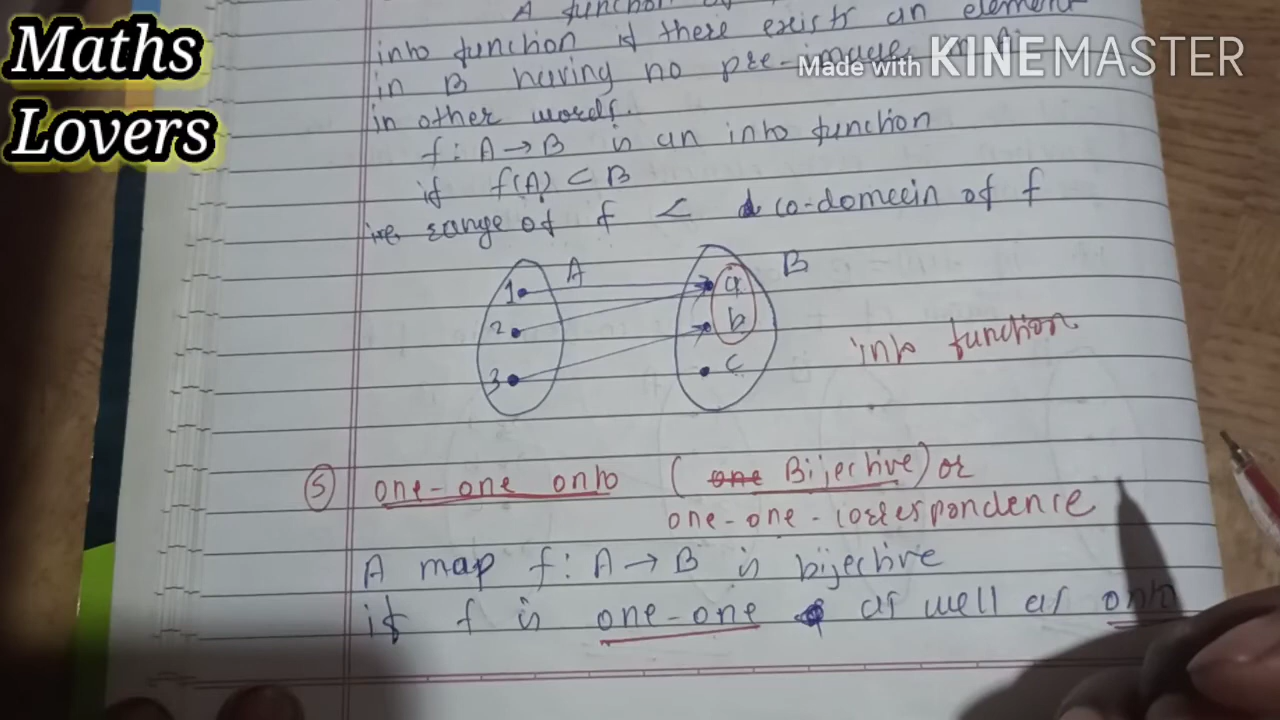 Maths
Lovers
Made with KINEMASTER
A function
into function if there exists an element
in B having no pre-image in A.
in other words.
f : A → B is an into function
if f(A) ⊂ B
range of f < co-domain of f
A
B
1
2
3
a
b
c
into function
5 one-one onto (one Bijective) or
one-one-correspondence
A map f : A → B is bijective
if f is one-one as well as onto